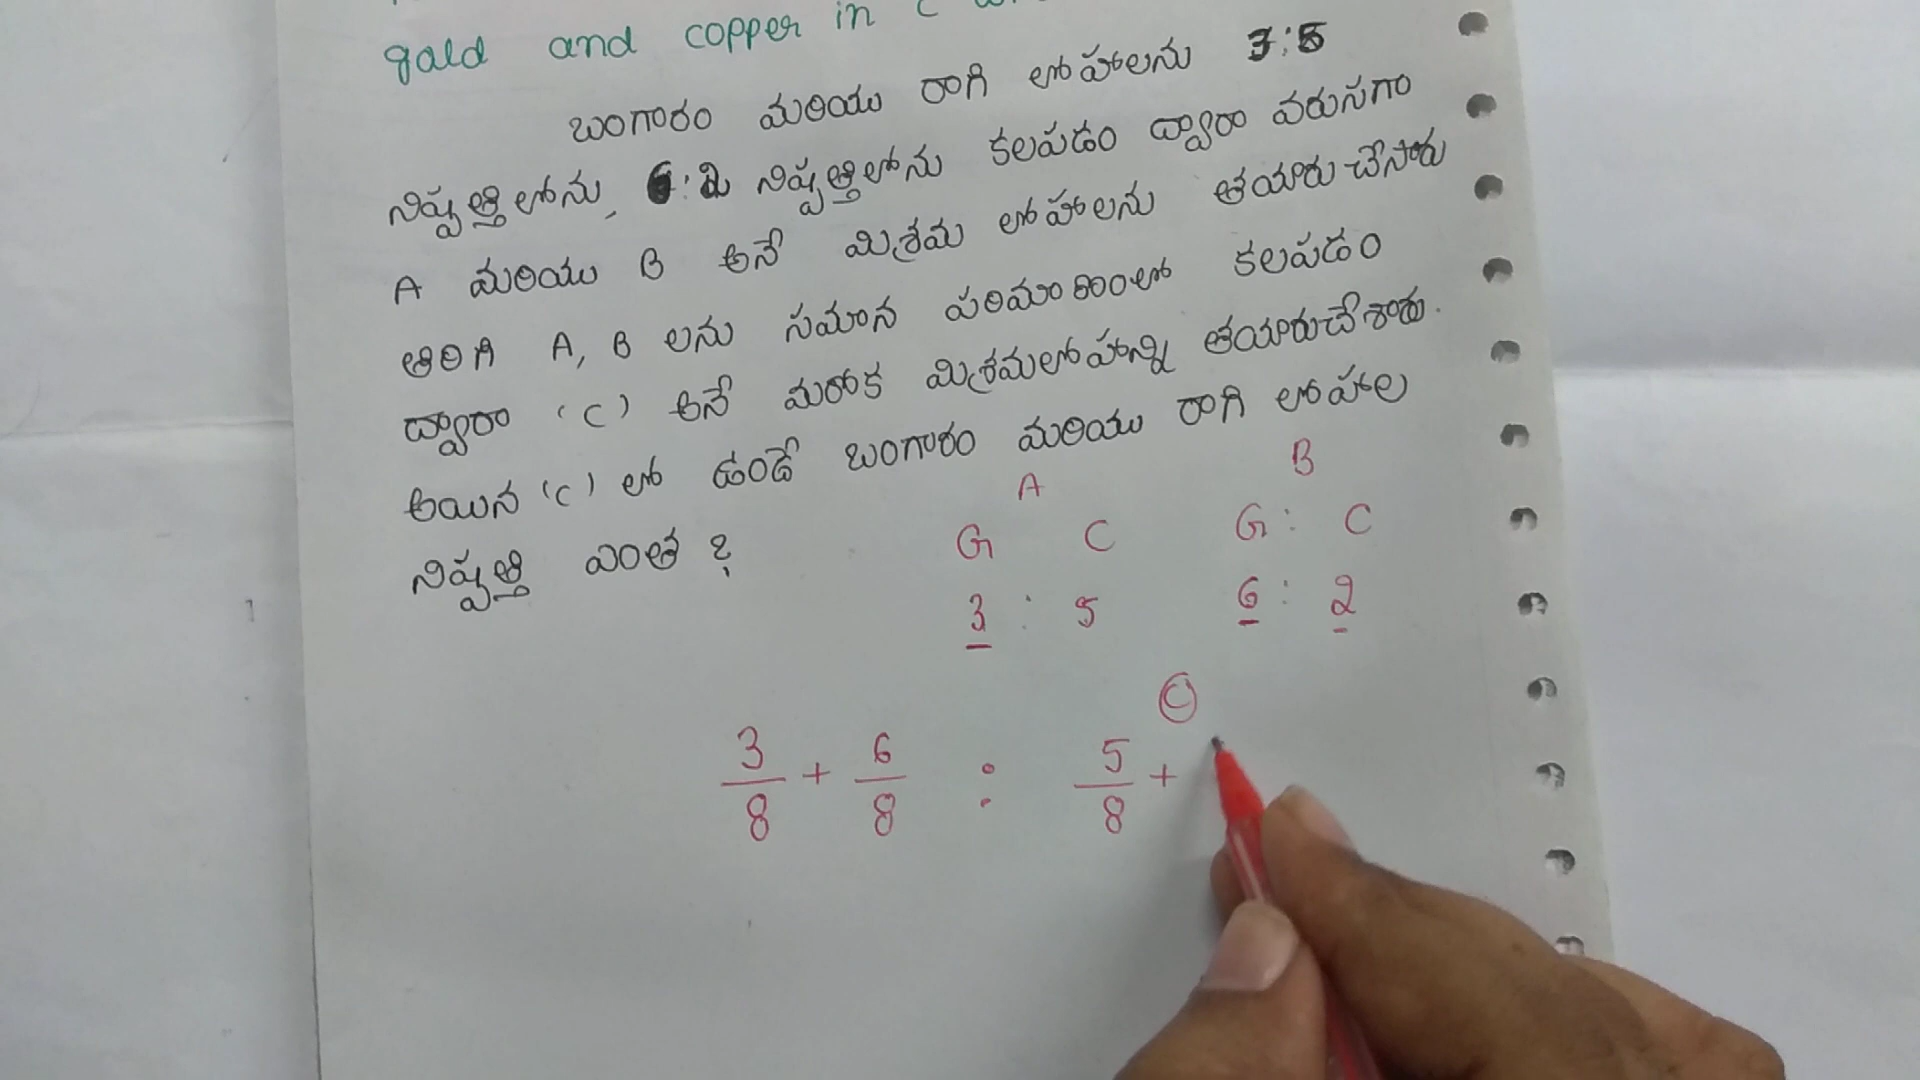 gald and copper in C
బంగారం మరియు రాగి లోహాలను 3:5
నిష్పత్తిలోను, 6:2 నిష్పత్తిలోను కలపడం ద్వారా వరుసగా
A మరియు B అనే మిశ్రమ లోహాలను తయారుచేసారు
తిరిగి A, B లను సమాన పరిమాణంలో కలపడం
ద్వారా 'C' అనే మరొక మిశ్రమలోహాన్ని తయారుచేశారు.
అయిన 'C' లో ఉండే బంగారం మరియు రాగి లోహాల
నిష్పత్తి ఎంత ?
A B
G C G : C
3 : 5 6 : 2
C
3/8 + 6/8 : 5/8 +